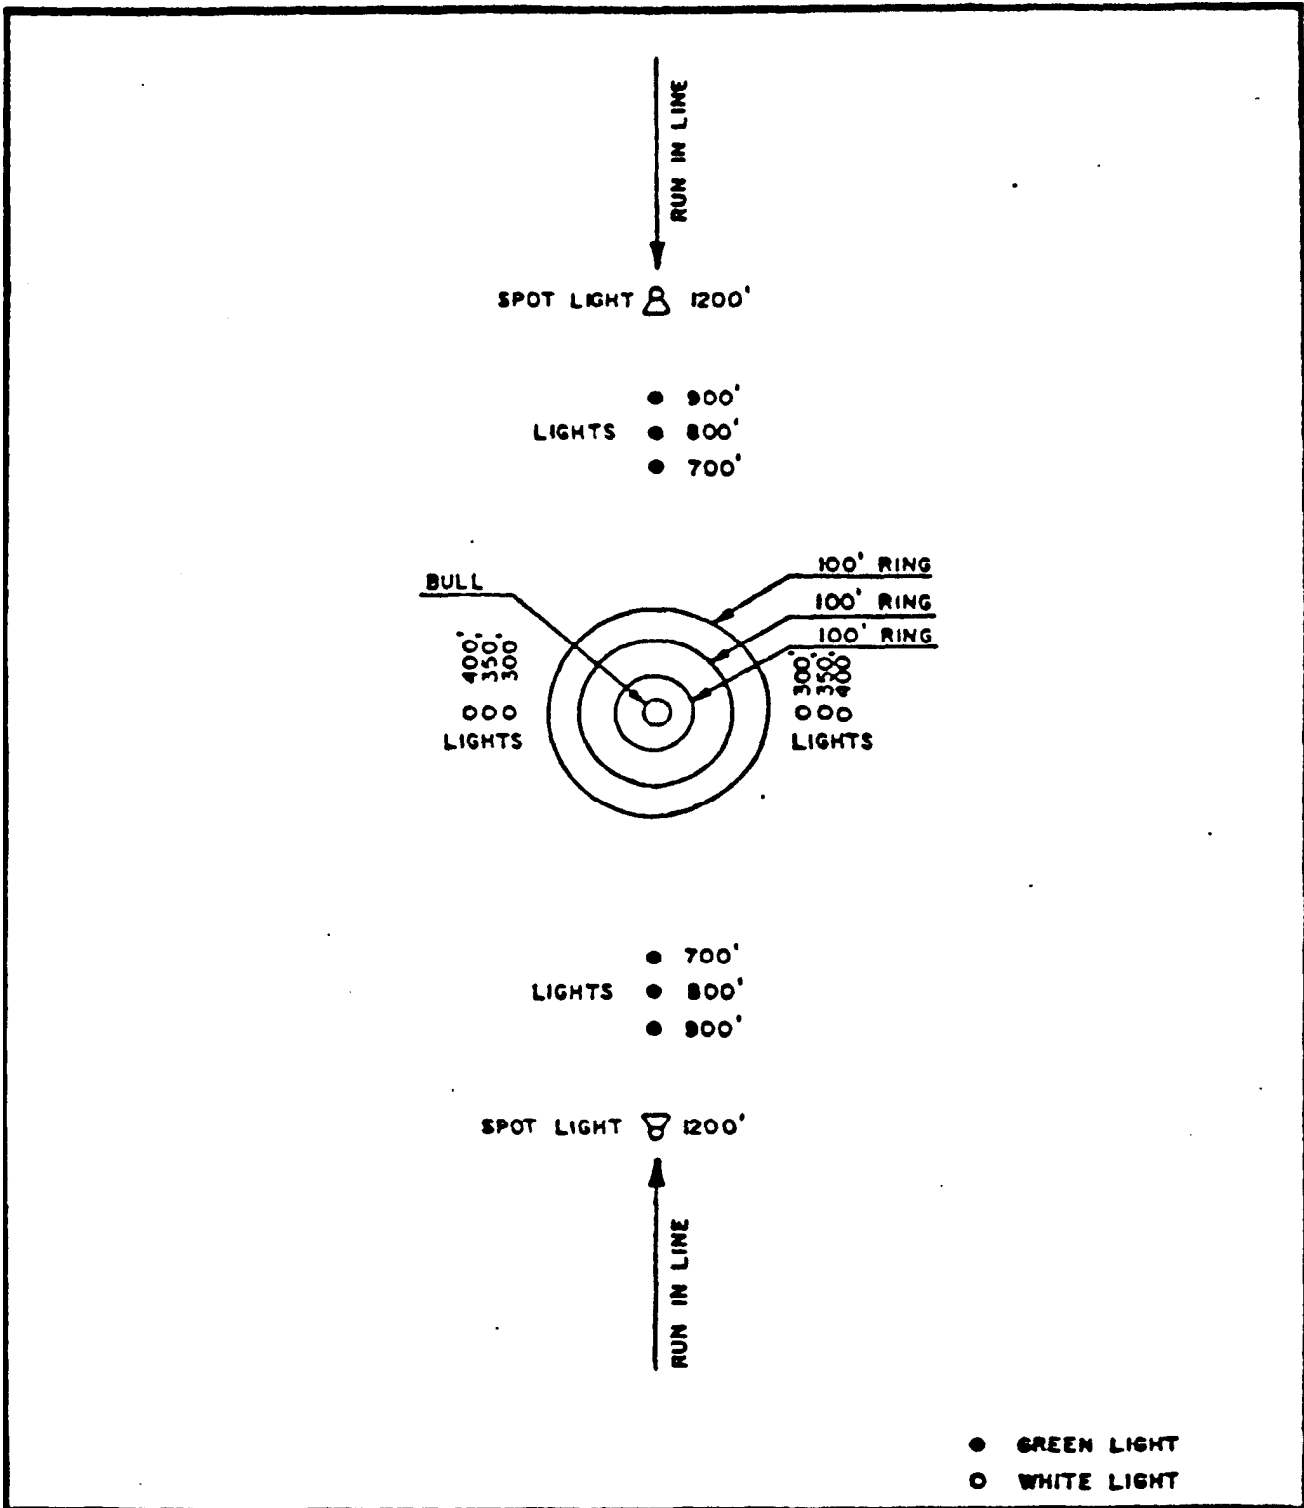 RUN IN LINE
SPOT LIGHT 1200'
900'
LIGHTS 800'
700'
100' RING
BULL
100' RING
100' RING
400'
350'
300'
300'
350'
400'
LIGHTS
LIGHTS
700'
LIGHTS 800'
900'
SPOT LIGHT 1200'
RUN IN LINE
GREEN LIGHT
WHITE LIGHT